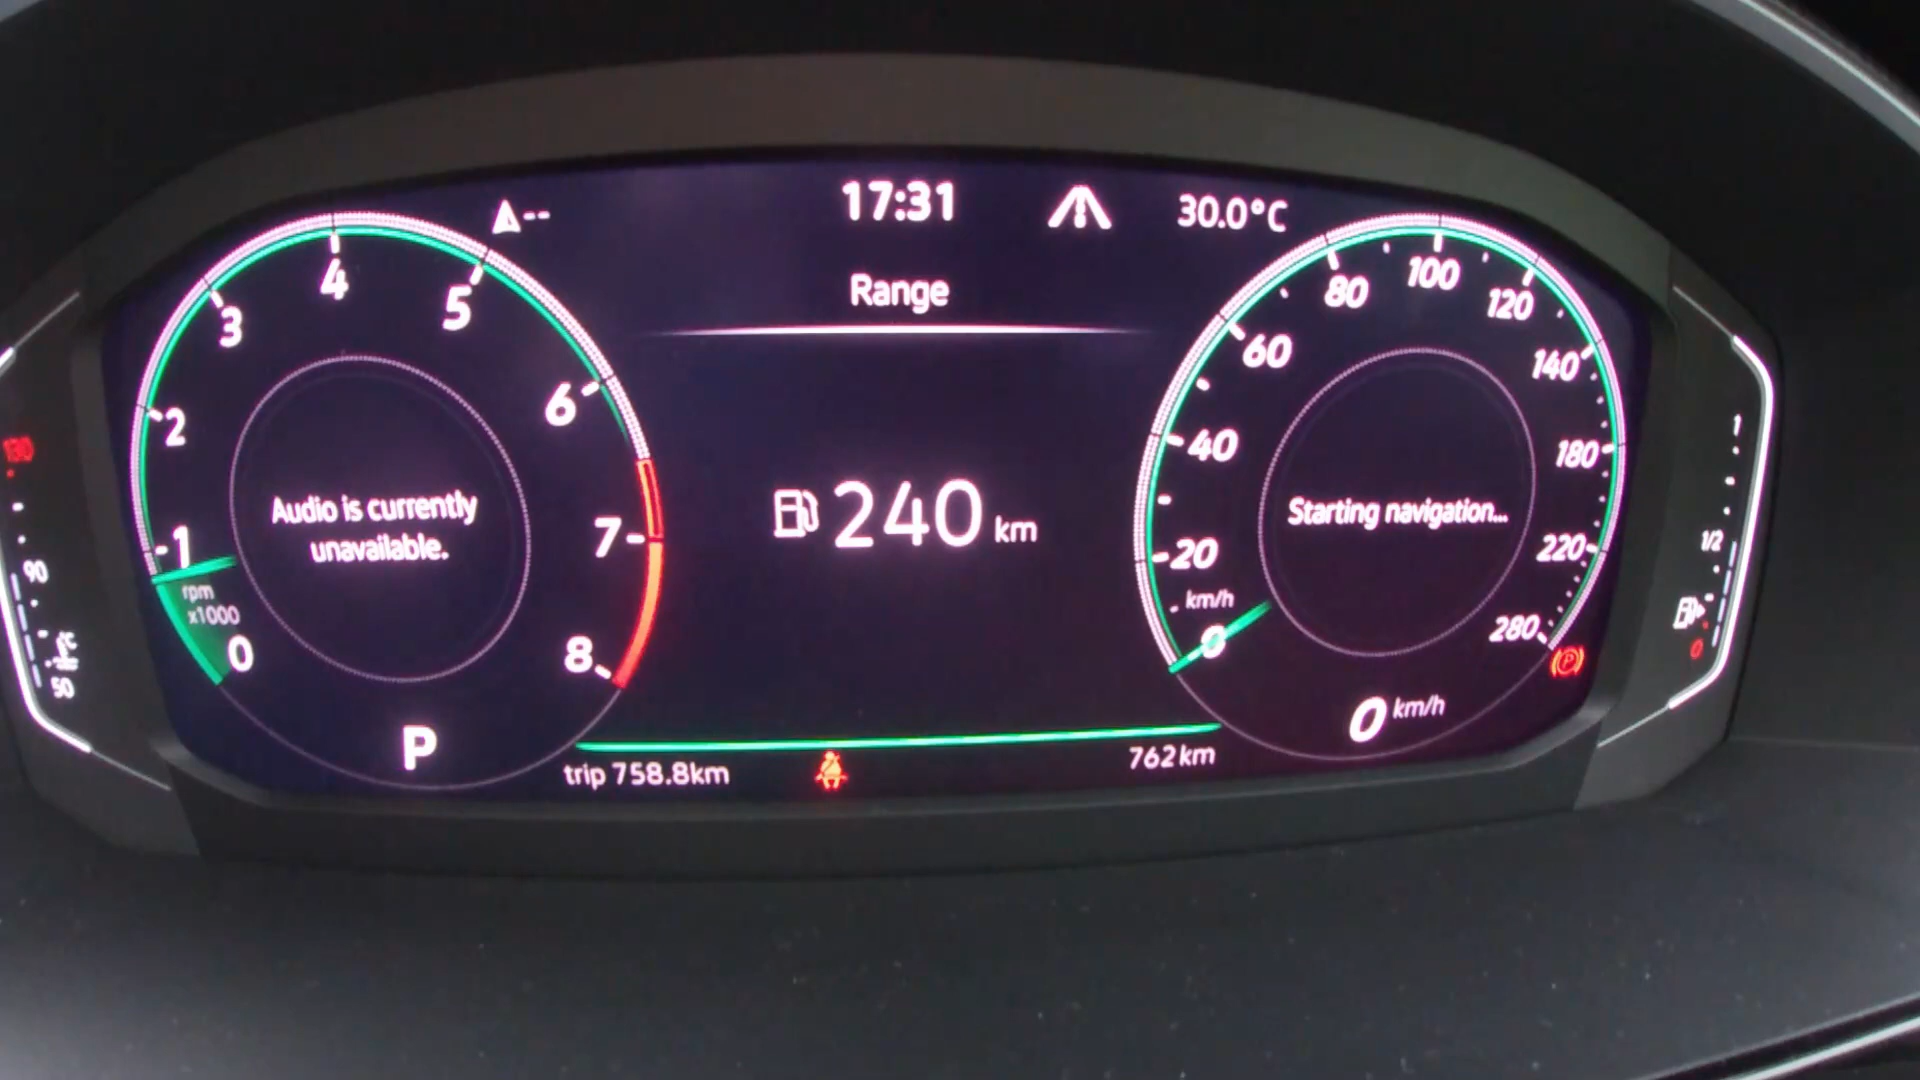 17:31
--
30.0°C
Range
240 km
1
2
3
4
5
6
7
8
0
rpm
x1000
Audio is currently
unavailable.
P
0
20
40
60
80
100
120
140
180
220
280
km/h
Starting navigation...
0 km/h
trip 758.8km
762 km
130
90
50
°C
1
1/2
0
P